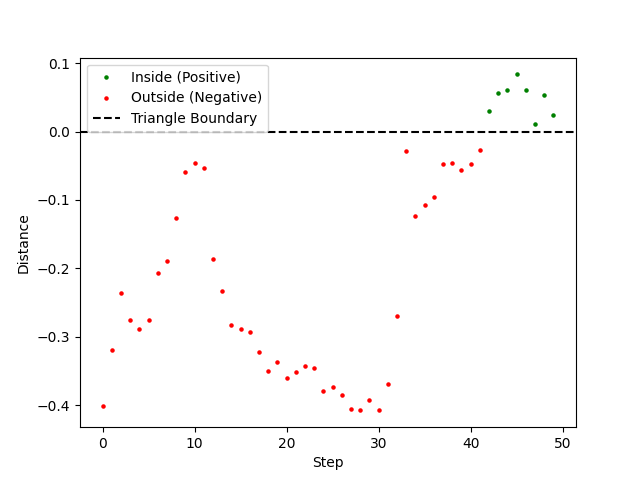 Inside (Positive)
Outside (Negative)
Triangle Boundary
0.1
0.0
−0.1
−0.2
−0.3
−0.4
Distance
0 10 20 30 40 50
Step